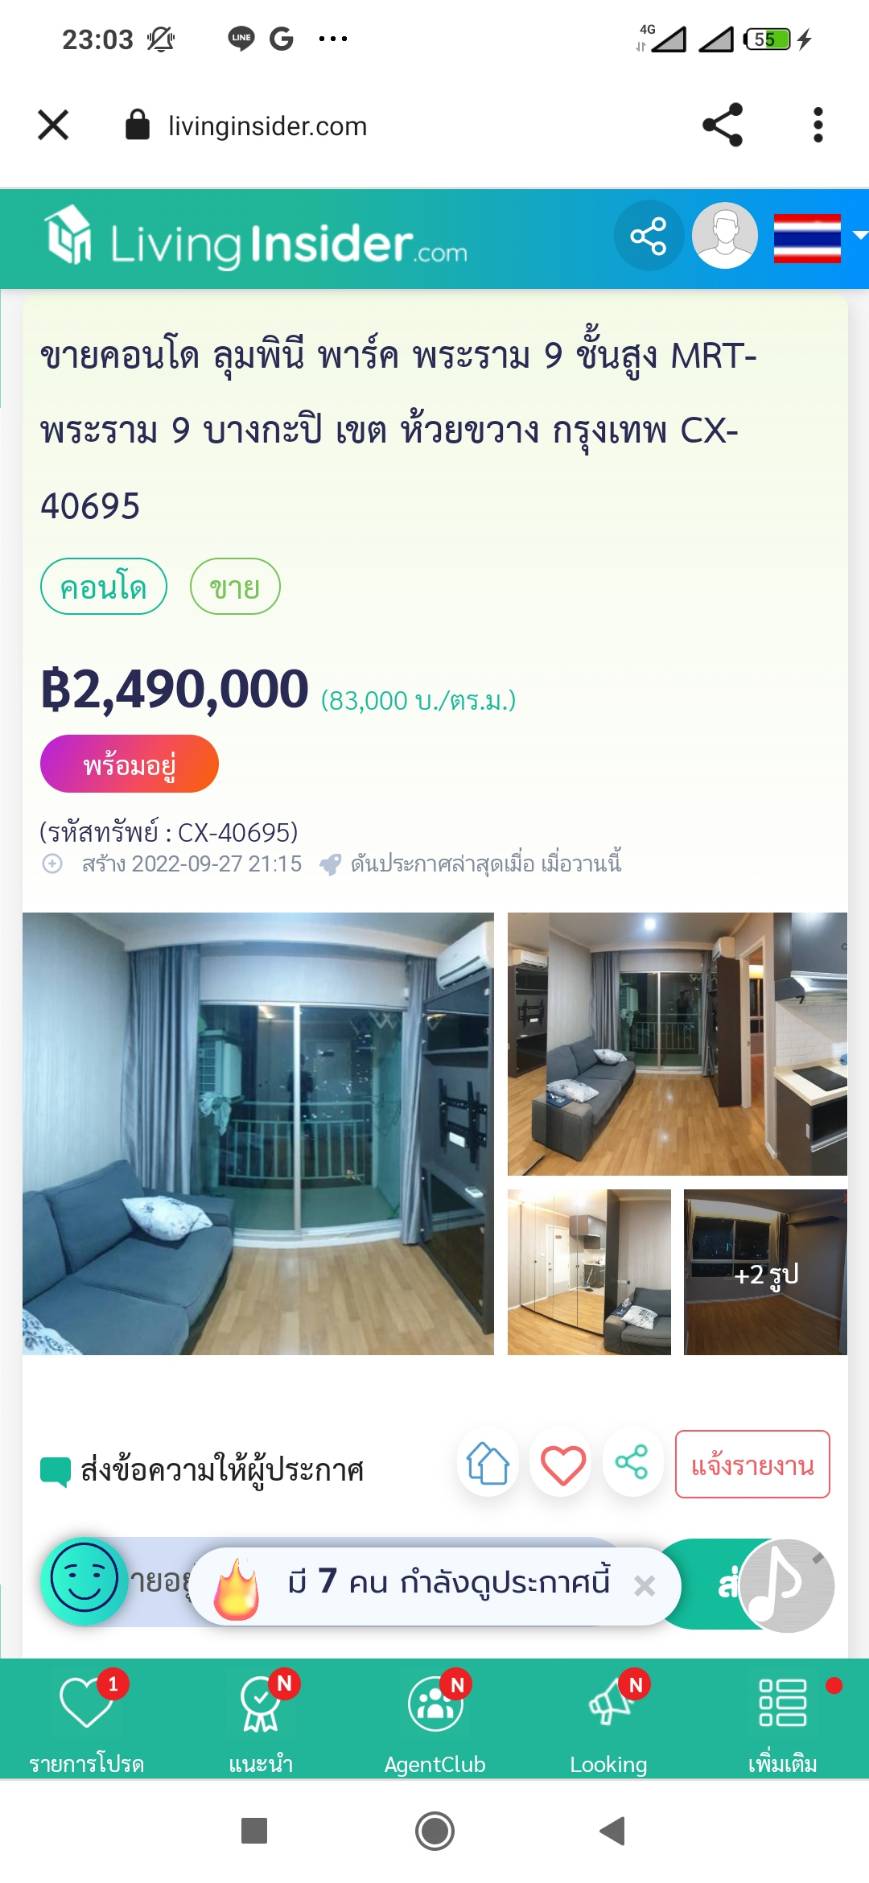 23:03
LINE
G
4G
55
livinginsider.com
LivingInsider.com
ขายคอนโด ลุมพินี พาร์ค พระราม 9 ชั้นสูง MRT-
พระราม 9 บางกะปิ เขต ห้วยขวาง กรุงเทพ CX-
40695
คอนโด
ขาย
฿2,490,000 (83,000 บ./ตร.ม.)
พร้อมอยู่
(รหัสทรัพย์ : CX-40695)
สร้าง 2022-09-27 21:15 ดันประกาศล่าสุดเมื่อ เมื่อวานนี้
+2 รูป
ส่งข้อความให้ผู้ประกาศ
แจ้งรายงาน
มี 7 คน กำลังดูประกาศนี้
1
N
N
N
รายการโปรด
แนะนำ
AgentClub
Looking
เพิ่มเติม